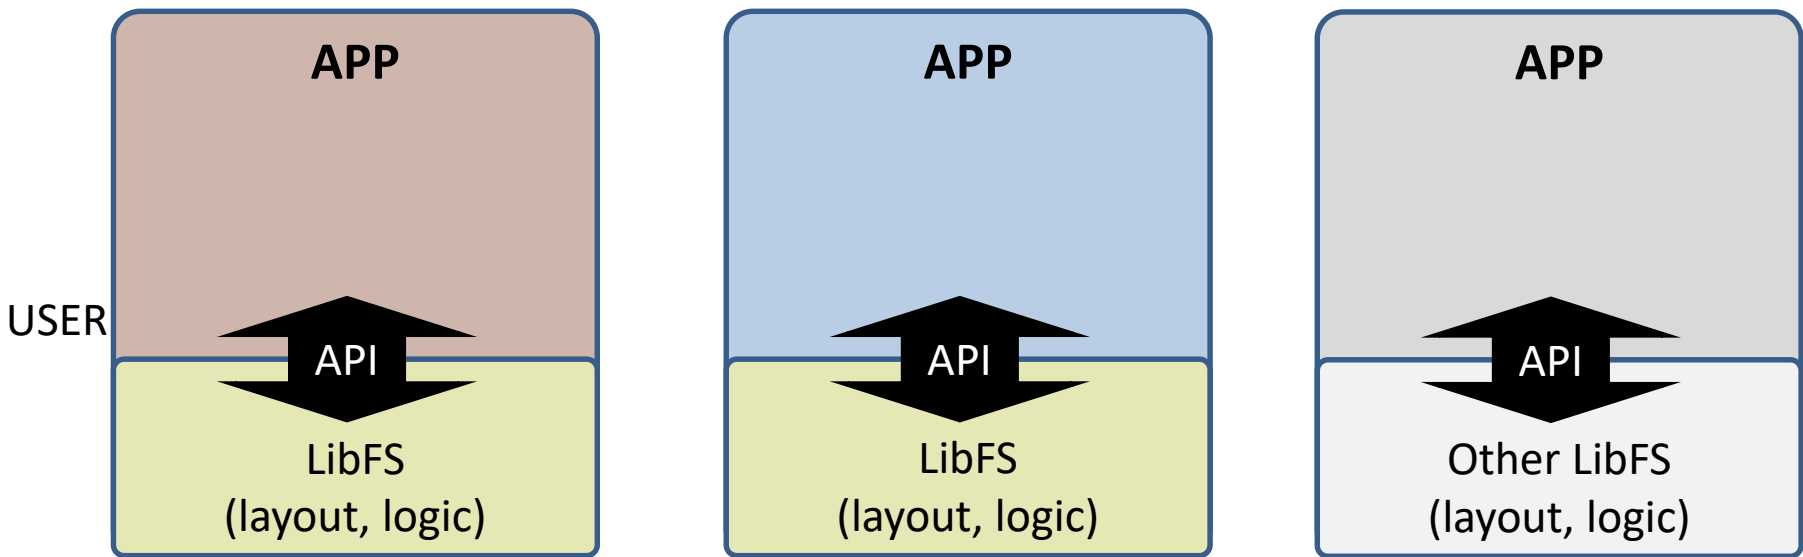 APP
APP
APP
USER
API
API
API
LibFS
(layout, logic)
LibFS
(layout, logic)
Other LibFS
(layout, logic)